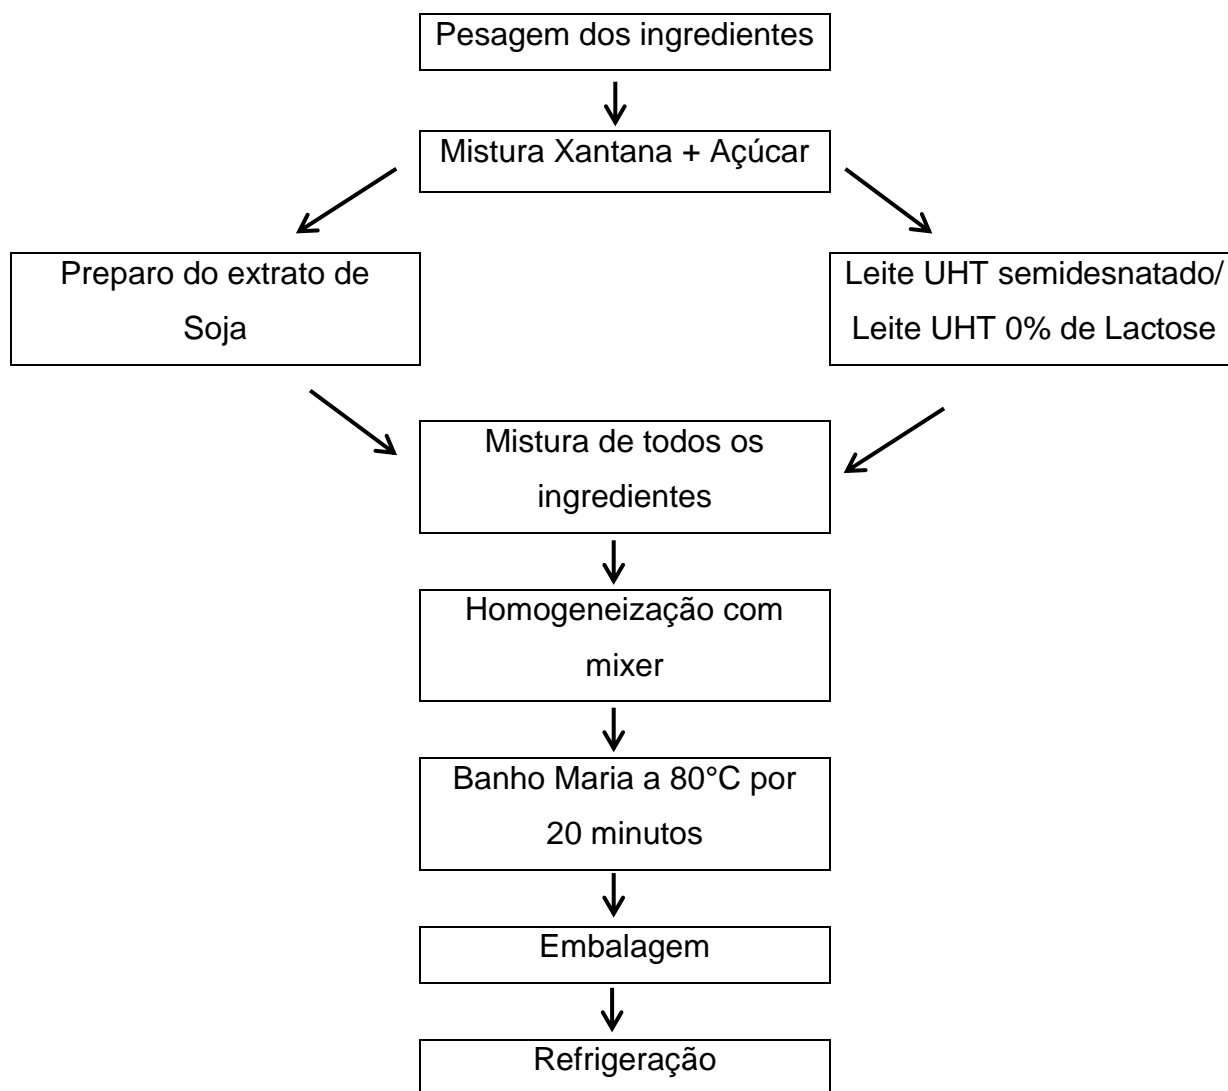 Pesagem dos ingredientes
Mistura Xantana + Açúcar
Preparo do extrato de
Soja
Leite UHT semidesnatado/
Leite UHT 0% de Lactose
Mistura de todos os
ingredientes
Homogeneização com
mixer
Banho Maria a 80°C por
20 minutos
Embalagem
Refrigeração